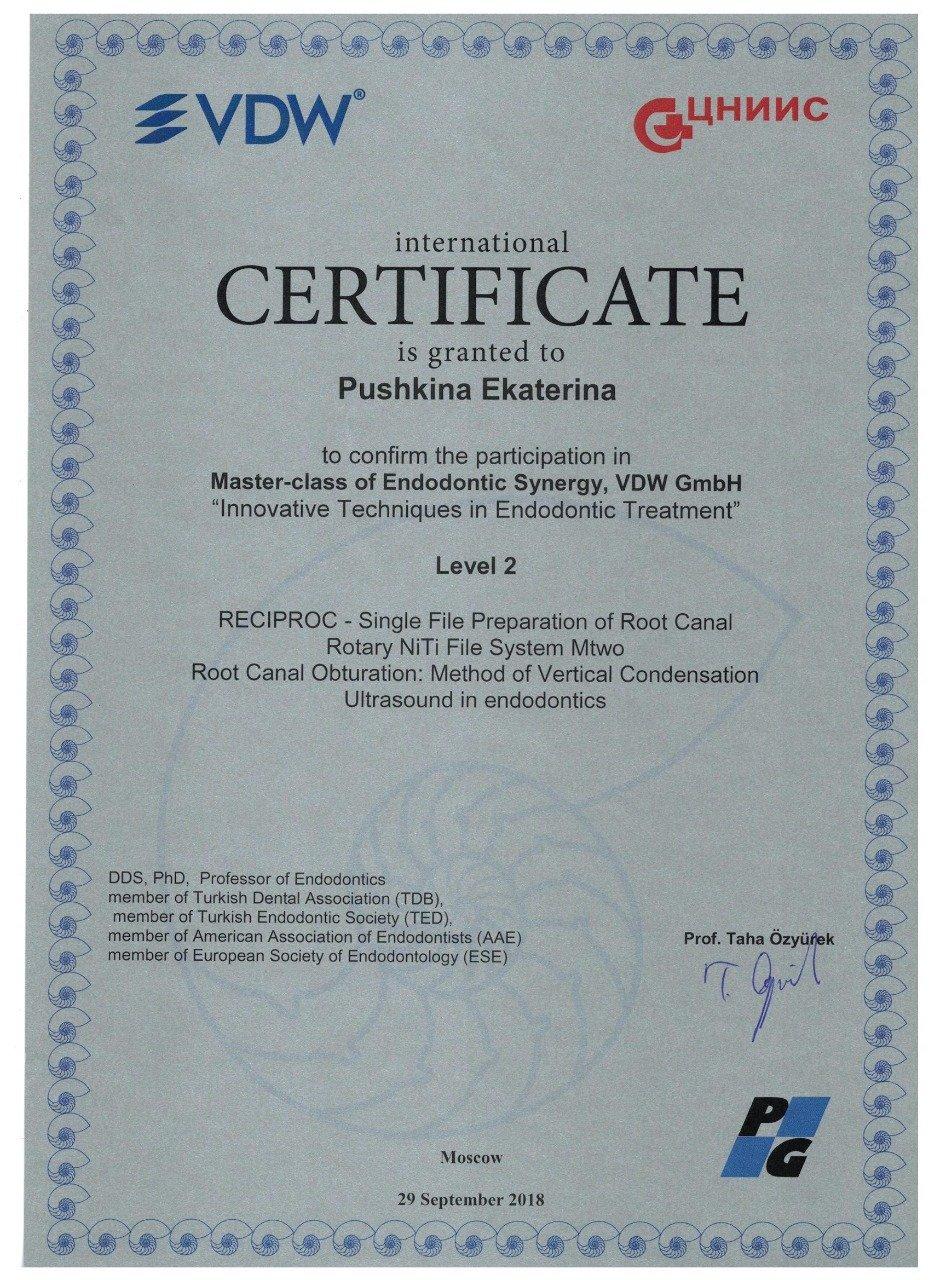 VDW®
ЦНИИС
international
CERTIFICATE
is granted to
Pushkina Ekaterina
to confirm the participation in
Master-class of Endodontic Synergy, VDW GmbH
“Innovative Techniques in Endodontic Treatment”
Level 2
RECIPROC - Single File Preparation of Root Canal
Rotary NiTi File System Mtwo
Root Canal Obturation: Method of Vertical Condensation
Ultrasound in endodontics
DDS, PhD, Professor of Endodontics
member of Turkish Dental Association (TDB),
member of Turkish Endodontic Society (TED),
member of American Association of Endodontists (AAE)
member of European Society of Endodontology (ESE)
Prof. Taha Özyürek
PG
Moscow
29 September 2018